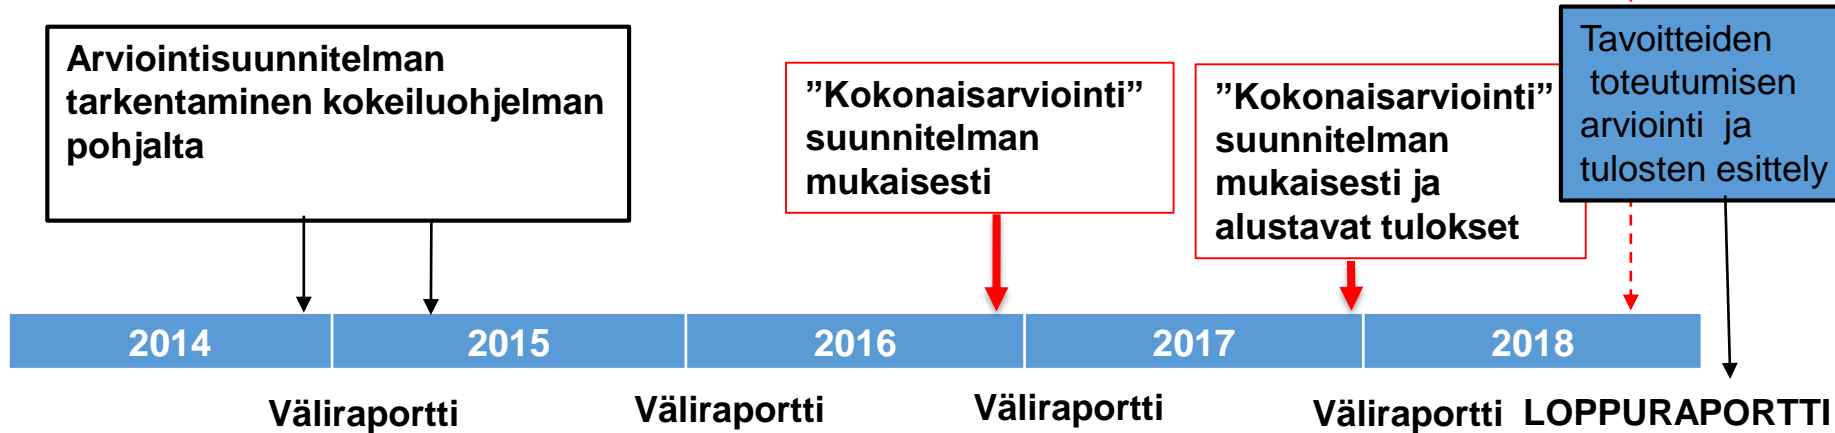 Arviointisuunnitelman
tarkentaminen kokeiluohjelman
pohjalta
”Kokonaisarviointi”
suunnitelman
mukaisesti
”Kokonaisarviointi”
suunnitelman
mukaisesti ja
alustavat tulokset
Tavoitteiden
toteutumisen
arviointi ja
tulosten esittely
2014 2015 2016 2017 2018
Väliraportti Väliraportti Väliraportti Väliraportti LOPPURAPORTTI